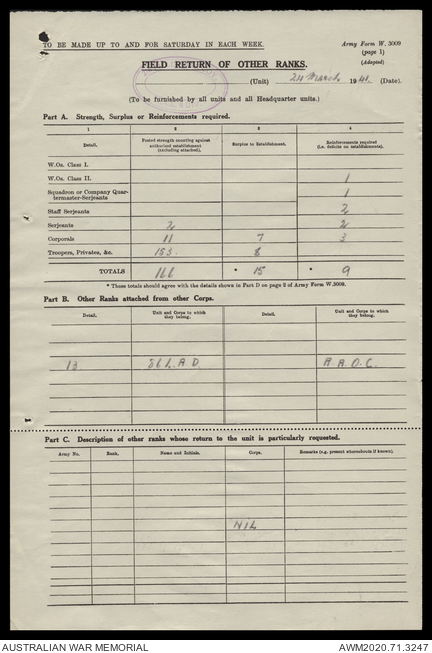 TO BE MADE UP TO AND FOR SATURDAY IN EACH WEEK.
Army Form W. 3009
(page 1)
(Adapted)
FIELD RETURN OF OTHER RANKS.
(Unit) 24 March 1941. (Date).
(To be furnished by all units and all Headquarter units.)
Part A. Strength, Surplus or Reinforcements required.
1 2 3 4
Detail. Posted strength counting against authorized establishment (excluding attached). Surplus to Establishment. Reinforcements required (i.e. deficits on establishment).
W.Os. Class I.
W.Os. Class II. 1
Squadron or Company Quar-
termaster-Serjeants 1
Staff Serjeants 2
Serjeants 2 2
Corporals 11 7 3
Troopers, Privates, &c. 153. 8
TOTALS 166 * 15 * 9
* These totals should agree with the details shown in Part D on page 2 of Army Form W.3009.
Part B. Other Ranks attached from other Corps.
Detail. Unit and Corps to which they belong. Detail. Unit and Corps to which they belong.
13 L.A.D. A.A.O.C.
Part C. Description of other ranks whose return to the unit is particularly requested.
Army No. Rank. Name and Initials. Corps. Remarks (e.g. present whereabouts if known).
NIL
AUSTRALIAN WAR MEMORIAL
AWM2020.71.3247